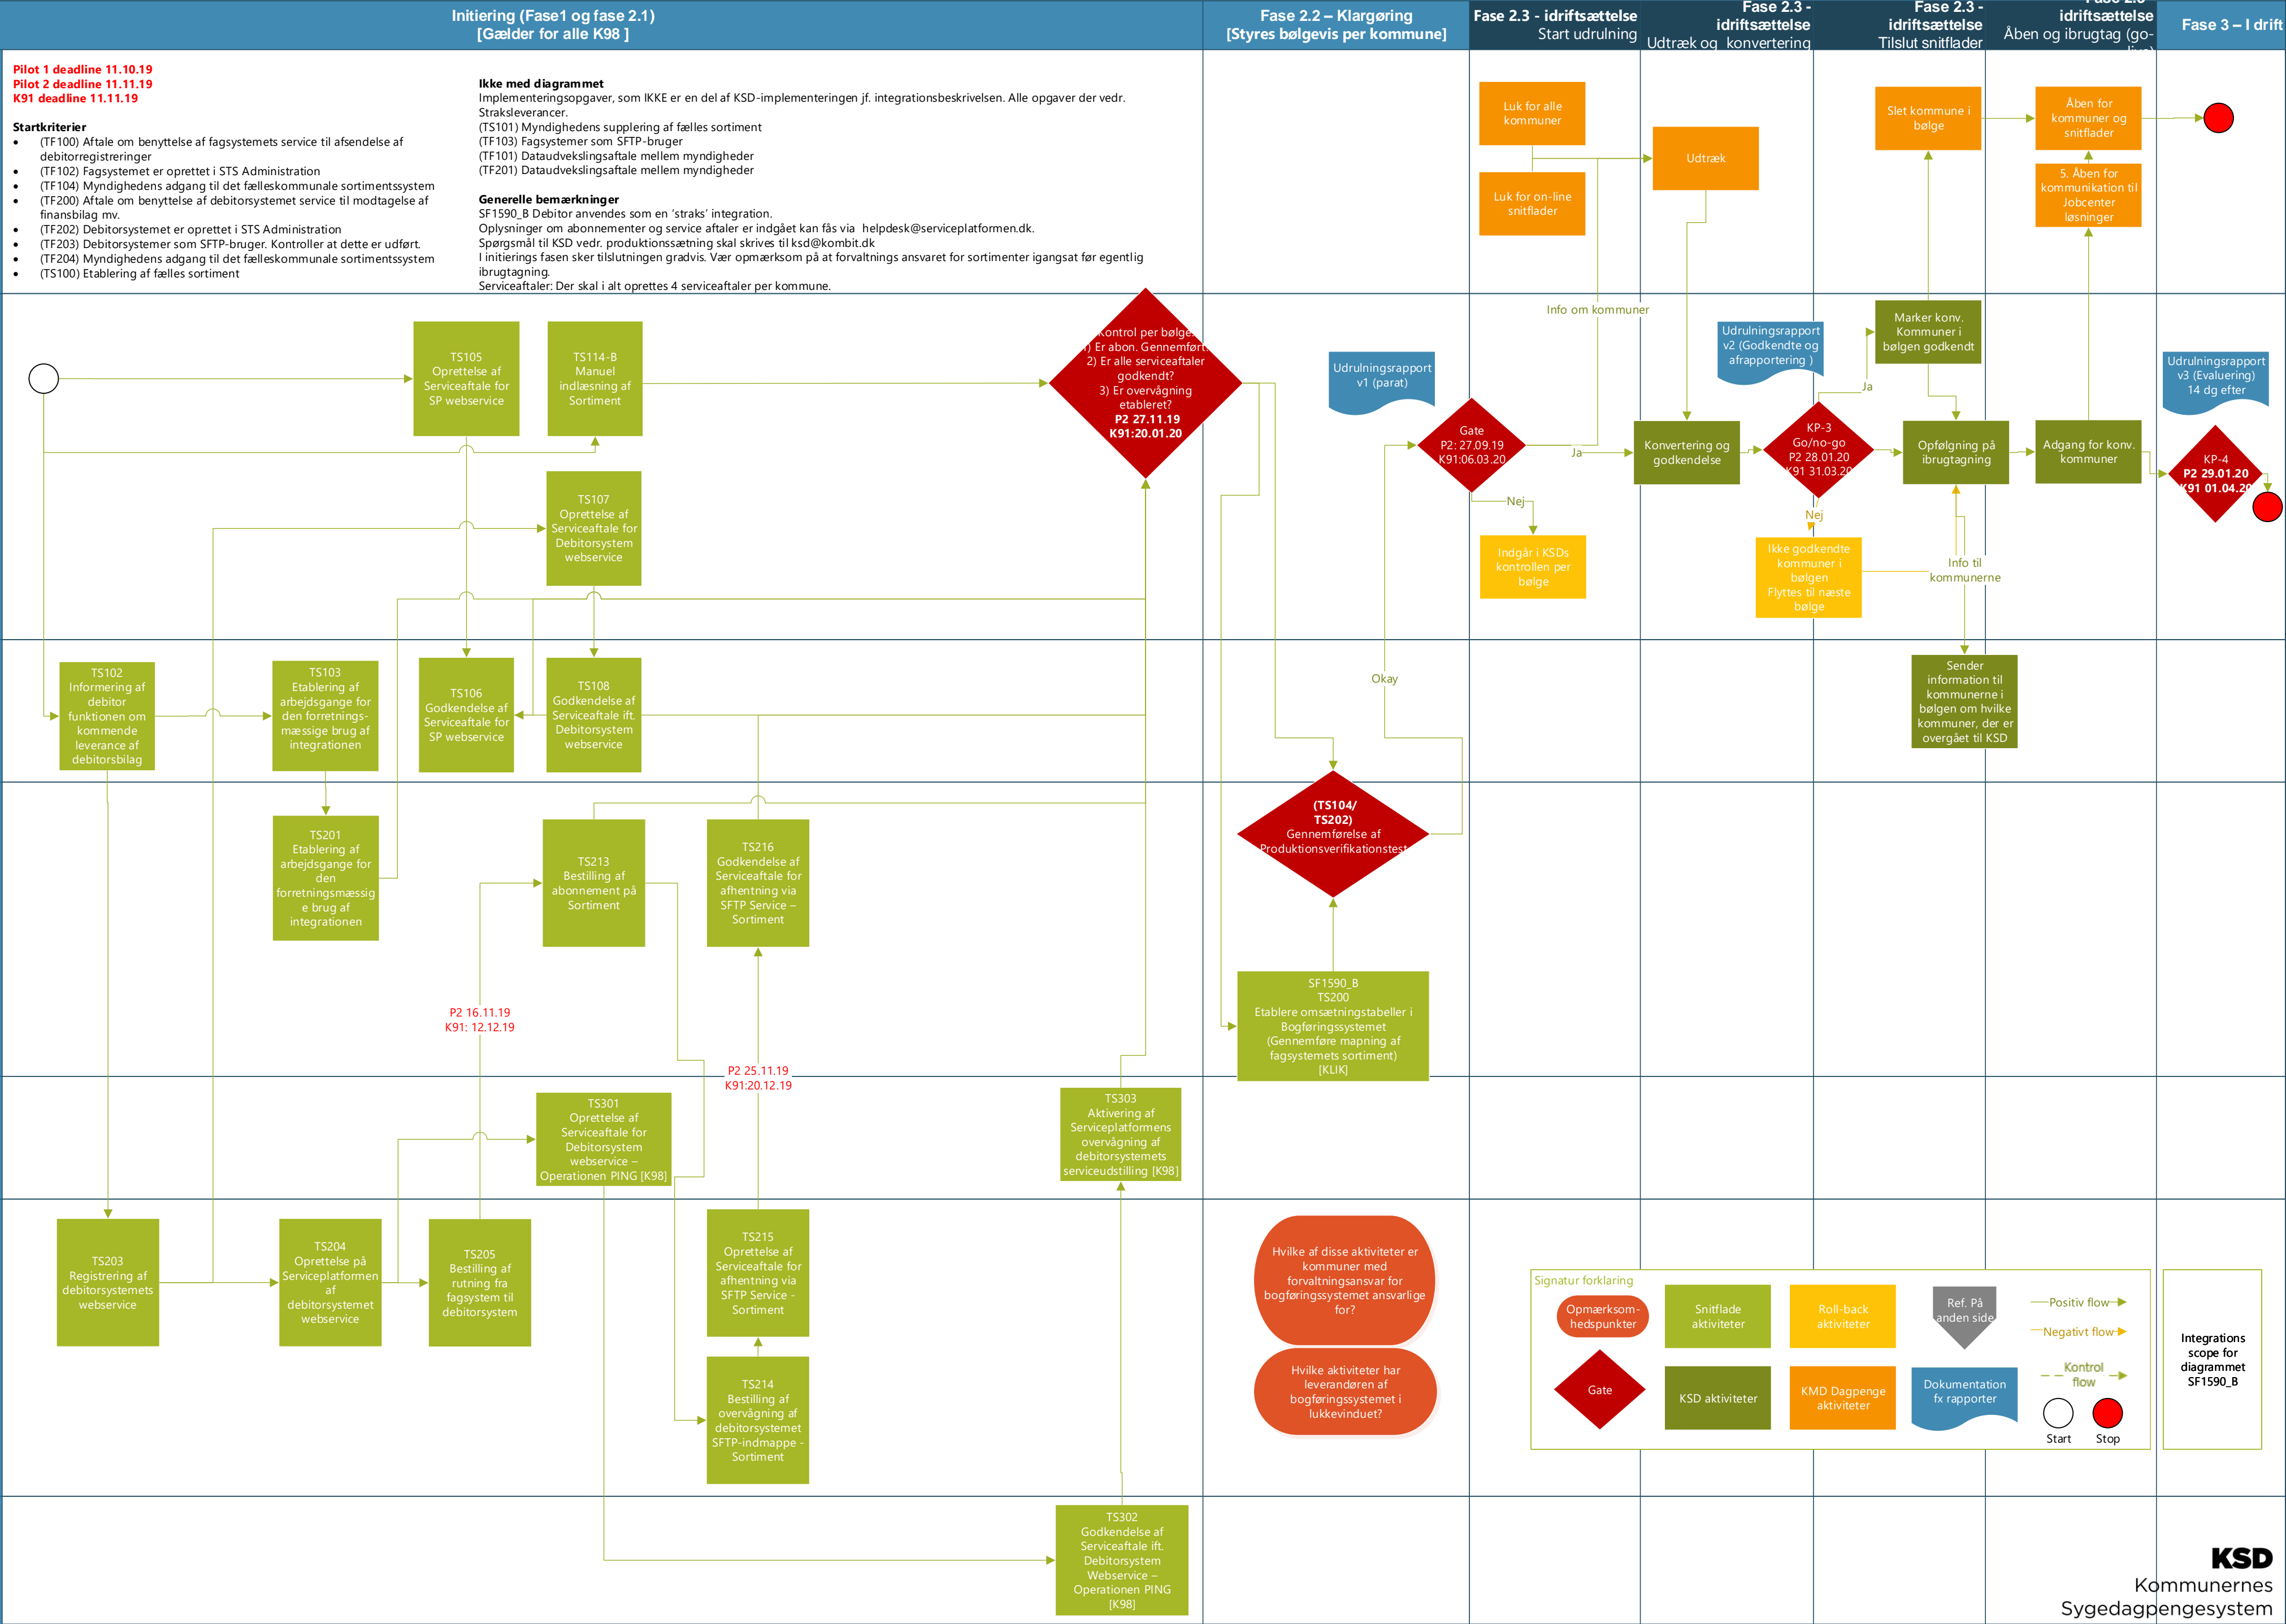 Initiering (Fase1 og fase 2.1)
[Gælder for alle K98 ]
Fase 2.2 – Klargøring
[Styres bølgevis per kommune]
Fase 2.3 - idriftsættelse
Start udrulning
Fase 2.3 -
idriftsættelse
Udtræk og konvertering
Fase 2.3 -
idriftsættelse
Tilslut snitflader
idriftsættelse
Åben og ibrugtag (go-
Fase 3 – I drift
Pilot 1 deadline 11.10.19
Pilot 2 deadline 11.11.19
K91 deadline 11.11.19
Startkriterier
• (TF100) Aftale om benyttelse af fagsystemets service til afsendelse af
debitorregistreringer
• (TF102) Fagsystemet er oprettet i STS Administration
• (TF104) Myndighedens adgang til det fælleskommunale sortimentssystem
• (TF200) Aftale om benyttelse af debitorsystemet service til modtagelse af
finansbilag mv.
• (TF202) Debitorsystemet er oprettet i STS Administration
• (TF203) Debitorsystemer som SFTP-bruger. Kontroller at dette er udført.
• (TF204) Myndighedens adgang til det fælleskommunale sortimentssystem
• (TS100) Etablering af fælles sortiment
Ikke med diagrammet
Implementeringsopgaver, som IKKE er en del af KSD-implementeringen jf. integrationsbeskrivelsen. Alle opgaver der vedr.
Straksleverancer.
(TS101) Myndighedens supplering af fælles sortiment
(TF103) Fagsystemer som SFTP-bruger
(TF101) Dataudvekslingsaftale mellem myndigheder
(TF201) Dataudvekslingsaftale mellem myndigheder
Generelle bemærkninger
SF1590_B Debitor anvendes som en ‘straks’ integration.
Oplysninger om abonnementer og service aftaler er indgået kan fås via helpdesk@serviceplatformen.dk.
Spørgsmål til KSD vedr. produktionssætning skal skrives til ksd@kombit.dk
I initierings fasen sker tilslutningen gradvis. Vær opmærksom på at forvaltnings ansvaret for sortimenter igangsat før egentlig
ibrugtagning.
Serviceaftaler: Der skal i alt oprettes 4 serviceaftaler per kommune.
Luk for alle
kommuner
Luk for on-line
snitflader
Udtræk
Slet kommune i
bølge
Åben for
kommuner og
snitflader
5. Åben for
kommunikation til
Jobcenter
løsninger
TS105
Oprettelse af
Serviceaftale for
SP webservice
TS114-B
Manuel
indlæsning af
Sortiment
Kontrol per bølge.
1) Er abon. Gennemført.
2) Er alle serviceaftaler
godkendt?
3) Er overvågning
etableret?
P2 27.11.19
K91:20.01.20
Udrulningsrapport
v1 (parat)
Info om kommuner
Gate
P2: 27.09.19
K91:06.03.20
Ja
Nej
Indgår i KSDs
kontrollen per
bølge
Konvertering og
godkendelse
Udrulningsrapport
v2 (Godkendte og
afrapportering )
KP-3
Go/no-go
P2 28.01.20
K91 31.03.20
Ja
Nej
Ikke godkendte
kommuner i
bølgen
Flyttes til næste
bølge
Marker konv.
Kommuner i
bølgen godkendt
Opfølgning på
ibrugtagning
Info til
kommunerne
Adgang for konv.
kommuner
Udrulningsrapport
v3 (Evaluering)
14 dg efter
KP-4
P2 29.01.20
K91 01.04.20
TS107
Oprettelse af
Serviceaftale for
Debitorsystem
webservice
TS102
Informering af
debitor
funktionen om
kommende
leverance af
debitorsbilag
TS103
Etablering af
arbejdsgange for
den forretnings-
mæssige brug af
integrationen
TS106
Godkendelse af
Serviceaftale for
SP webservice
TS108
Godkendelse af
Serviceaftale ift.
Debitorsystem
webservice
Okay
Sender
information til
kommunerne i
bølgen om hvilke
kommuner, der er
overgået til KSD
TS201
Etablering af
arbejdsgange for
den
forretningsmæssig
e brug af
integrationen
TS213
Bestilling af
abonnement på
Sortiment
TS216
Godkendelse af
Serviceaftale for
afhentning via
SFTP Service –
Sortiment
(TS104/
TS202)
Gennemførelse af
Produktionsverifikationstest
P2 16.11.19
K91: 12.12.19
P2 25.11.19
K91:20.12.19
SF1590_B
TS200
Etablere omsætningstabeller i
Bogføringssystemet
(Gennemføre mapning af
fagsystemets sortiment)
[KLIK]
TS301
Oprettelse af
Serviceaftale for
Debitorsystem
webservice –
Operationen PING [K98]
TS303
Aktivering af
Serviceplatformens
overvågning af
debitorsystemets
serviceudstilling [K98]
TS203
Registrering af
debitorsystemets
webservice
TS204
Oprettelse på
Serviceplatformen
af
debitorsystemet
webservice
TS205
Bestilling af
rutning fra
fagsystem til
debitorsystem
TS215
Oprettelse af
Serviceaftale for
afhentning via
SFTP Service -
Sortiment
TS214
Bestilling af
overvågning af
debitorsystemet
SFTP-indmappe -
Sortiment
Hvilke af disse aktiviteter er
kommuner med
forvaltningsansvar for
bogføringssystemet ansvarlige
for?
Hvilke aktiviteter har
leverandøren af
bogføringssystemet i
lukkevinduet?
Signatur forklaring
Opmærksom-
hedspunkter
Snitflade
aktiviteter
Roll-back
aktiviteter
Ref. På
anden side
Positiv flow
Negativt flow
Gate
KSD aktiviteter
KMD Dagpenge
aktiviteter
Dokumentation
fx rapporter
Kontrol
flow
Start
Stop
Integrations
scope for
diagrammet
SF1590_B
TS302
Godkendelse af
Serviceaftale ift.
Debitorsystem
Webservice –
Operationen PING
[K98]
KSD
Kommunernes
Sygedagpengesystem